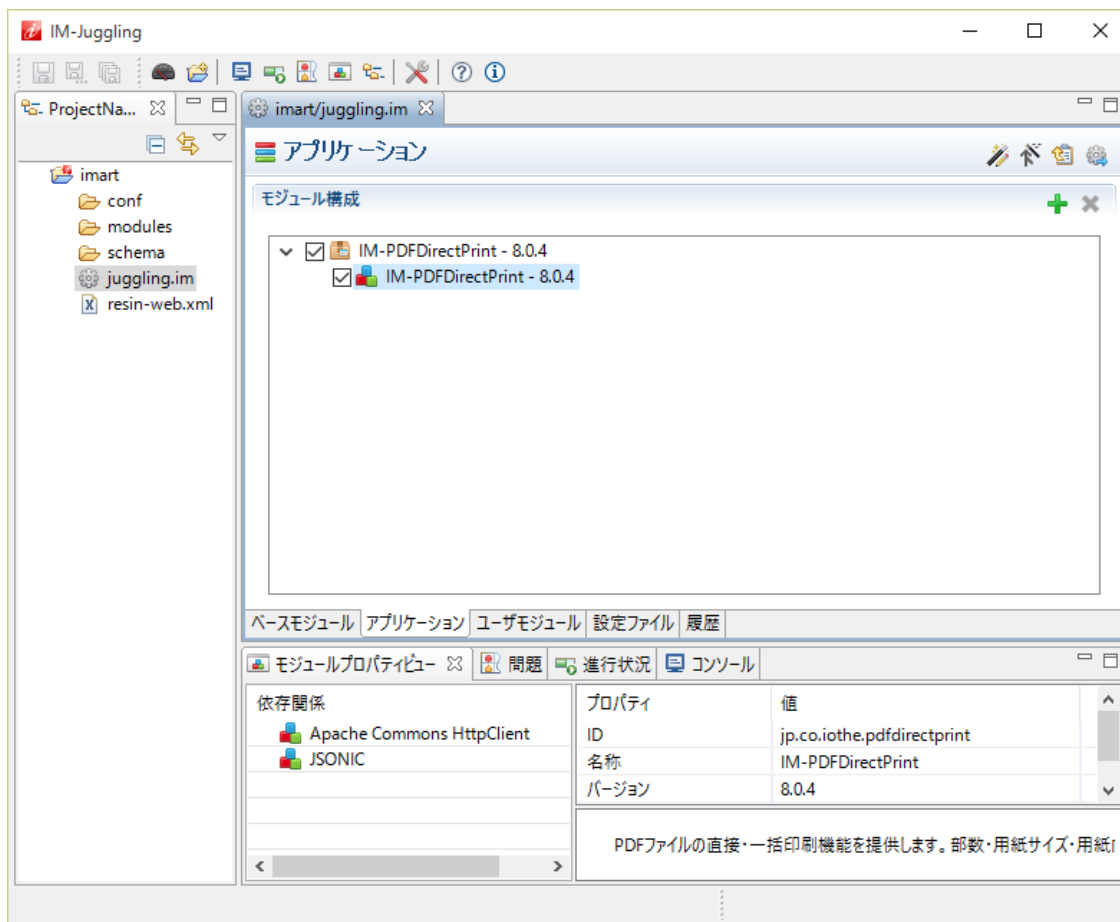 IM-Juggling
ProjectNa...
imart
conf
modules
schema
juggling.im
resin-web.xml
imart/juggling.im
アプリケーション
モジュール構成
IM-PDFDirectPrint - 8.0.4
IM-PDFDirectPrint - 8.0.4
ベースモジュール アプリケーション ユーザモジュール 設定ファイル 履歴
モジュールプロパティビュー 問題 進行状況 コンソール
依存関係
Apache Commons HttpClient
JSONIC
プロパティ 値
ID jp.co.iothe.pdfdirectprint
名称 IM-PDFDirectPrint
バージョン 8.0.4
PDFファイルの直接・一括印刷機能を提供します。部数・用紙サイズ・用紙